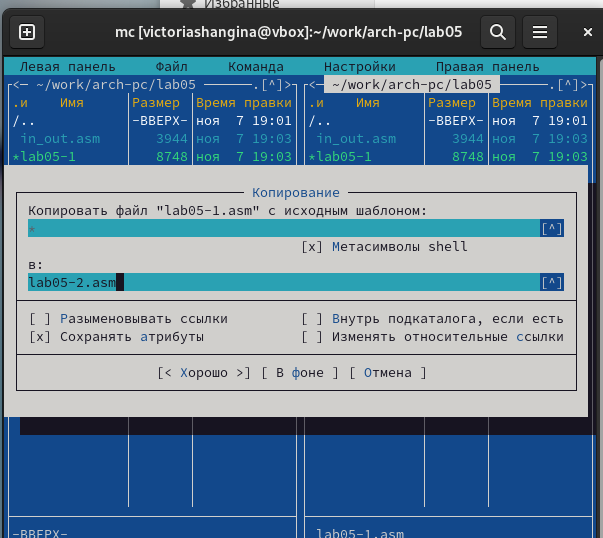 Избранные
mc [victoriashangina@vbox]:~/work/arch-pc/lab05
Левая панель Файл Команда Настройки Правая панель
<─ ~/work/arch-pc/lab05 .[^]> <─ ~/work/arch-pc/lab05 .[^]>
.и Имя Размер Время правки .и Имя Размер Время правки
/.. -ВВЕРХ- ноя 7 19:01 /.. -ВВЕРХ- ноя 7 19:01
in_out.asm 3944 ноя 7 19:03 in_out.asm 3944 ноя 7 19:03
*lab05-1 8748 ноя 7 19:03 *lab05-1 8748 ноя 7 19:03
Копирование
Копировать файл "lab05-1.asm" с исходным шаблоном:
* [^]
[x] Метасимволы shell
в:
lab05-2.asm [^]
[ ] Разыменовывать ссылки [ ] Внутрь подкаталога, если есть
[x] Сохранять атрибуты [ ] Изменять относительные ссылки
[< Хорошо >] [ В фоне ] [ Отмена ]
-ВВЕРХ- lab05-1.asm